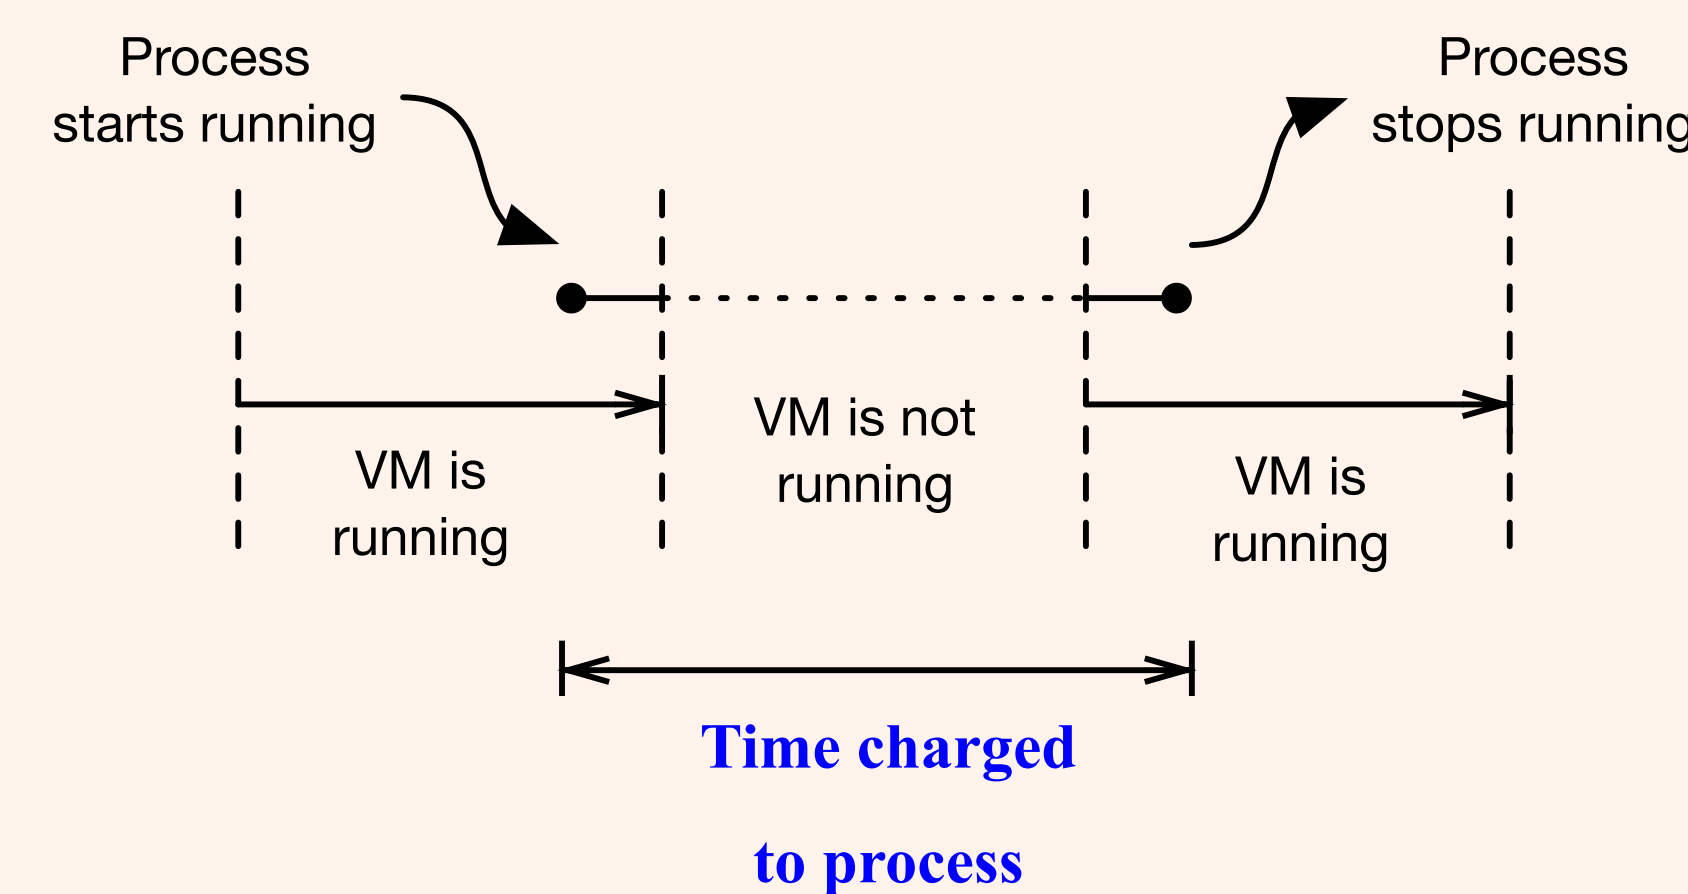 Process
starts running
Process
stops running
VM is not
running
VM is
running
VM is
running
Time charged
to process